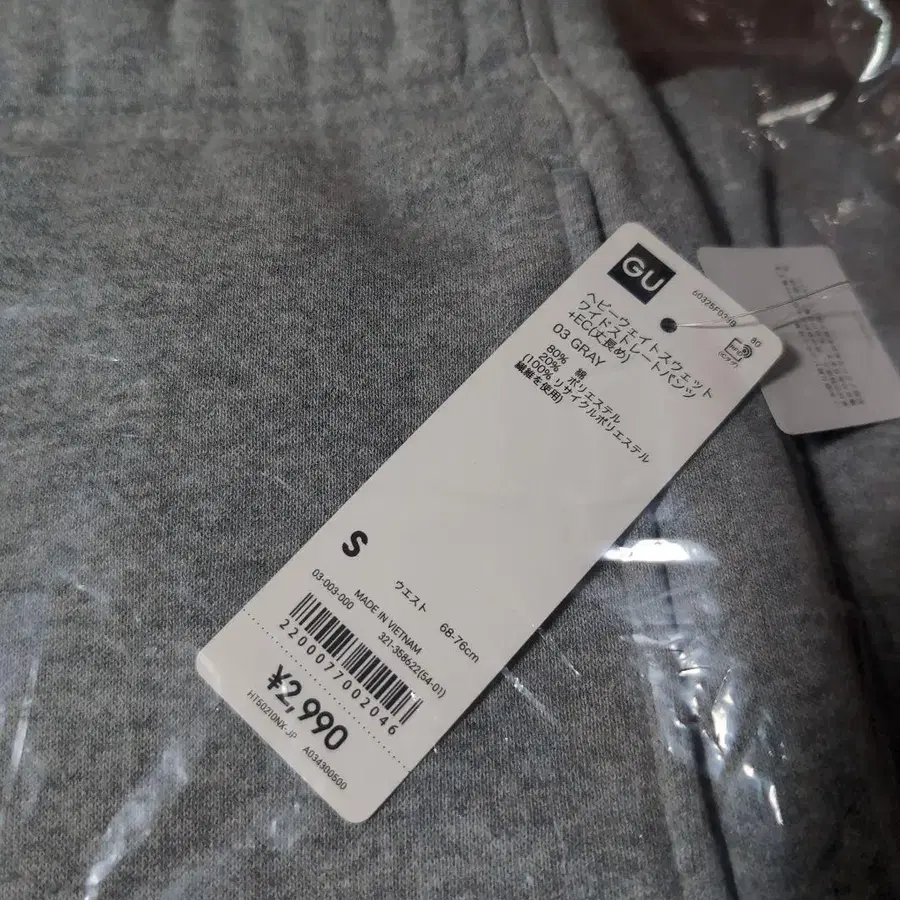 GU
60325F039B
80
ヘビーウェイトスウェット
ワイドストレートパンツ
+EC(丈長め)
03 GRAY
80% 綿
20% ポリエステル
(100% リサイクルポリエステル
繊維を使用)
S
ウエスト 68-76cm
03-003-000 MADE IN VIETNAM
321-358622(54-01)
2200077002046
¥2,990
HT50210NX-JP A034300500